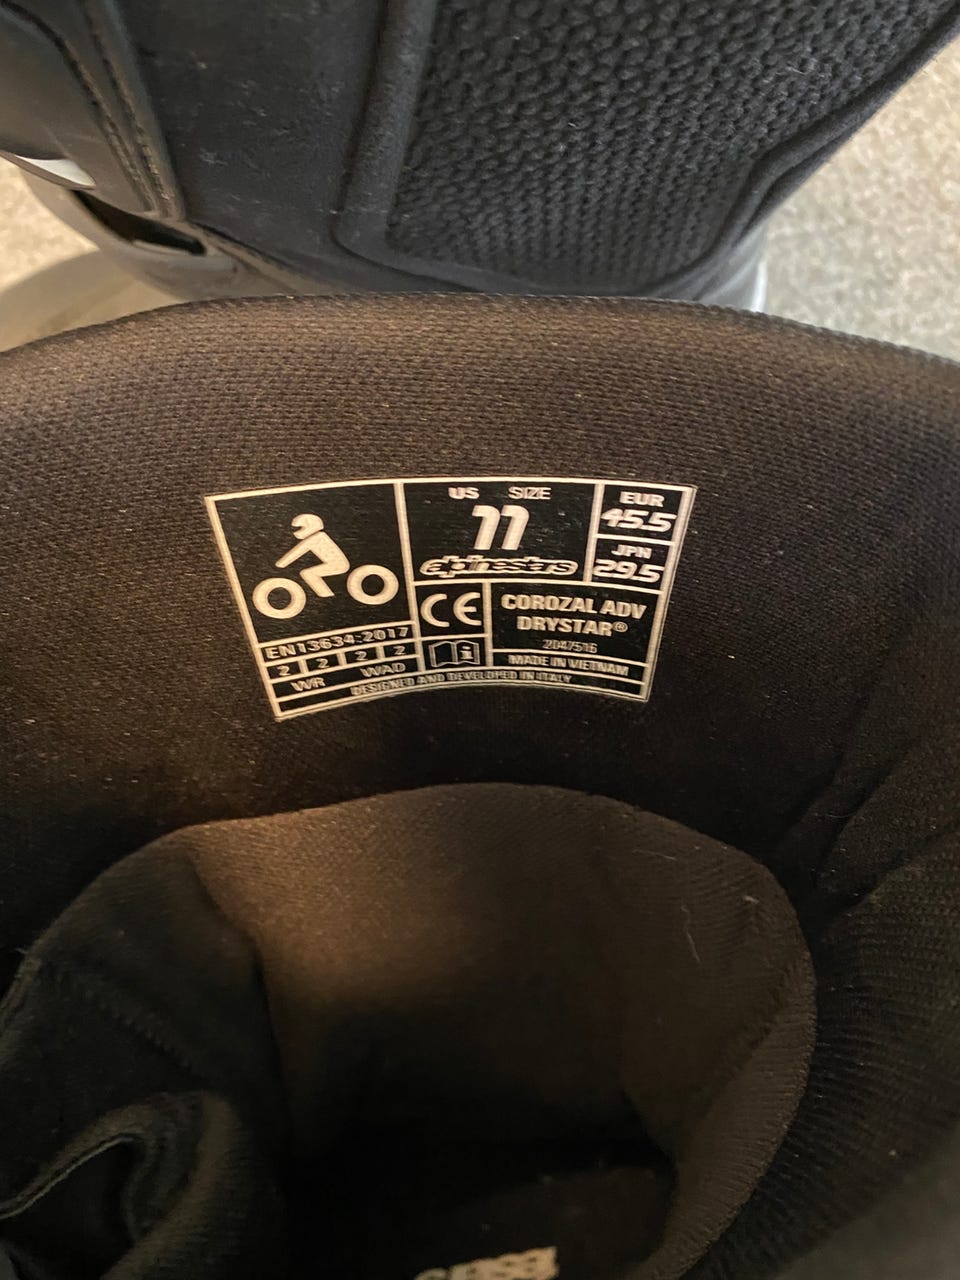 US SIZE
11
alpinestars
EUR
45.5
JPN
29.5
EN13634:2017
2 2 2 2
WR WAD
CE
i
COROZAL ADV
DRYSTAR®
2047516
MADE IN VIETNAM
DESIGNED AND DEVELOPED IN ITALY